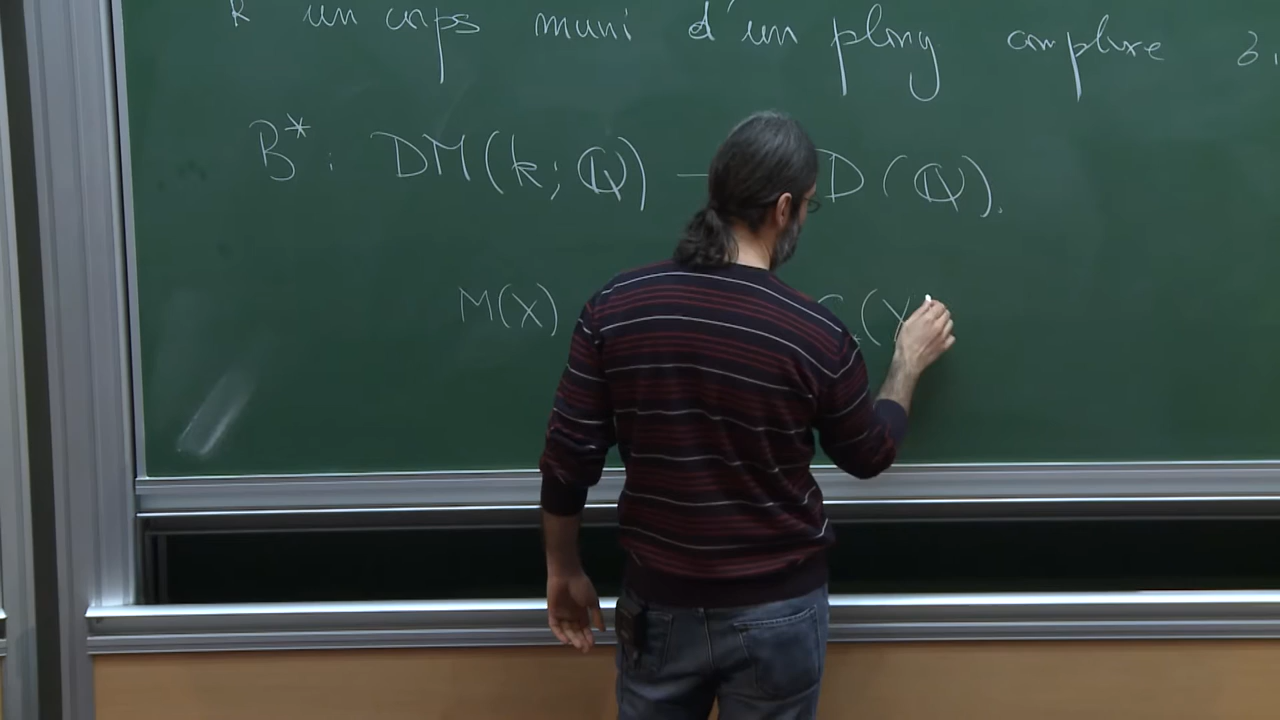 k un corps muni d'un plong complexe
B* : DM(k; ℚ) — D(ℚ).
M(X) C*(X